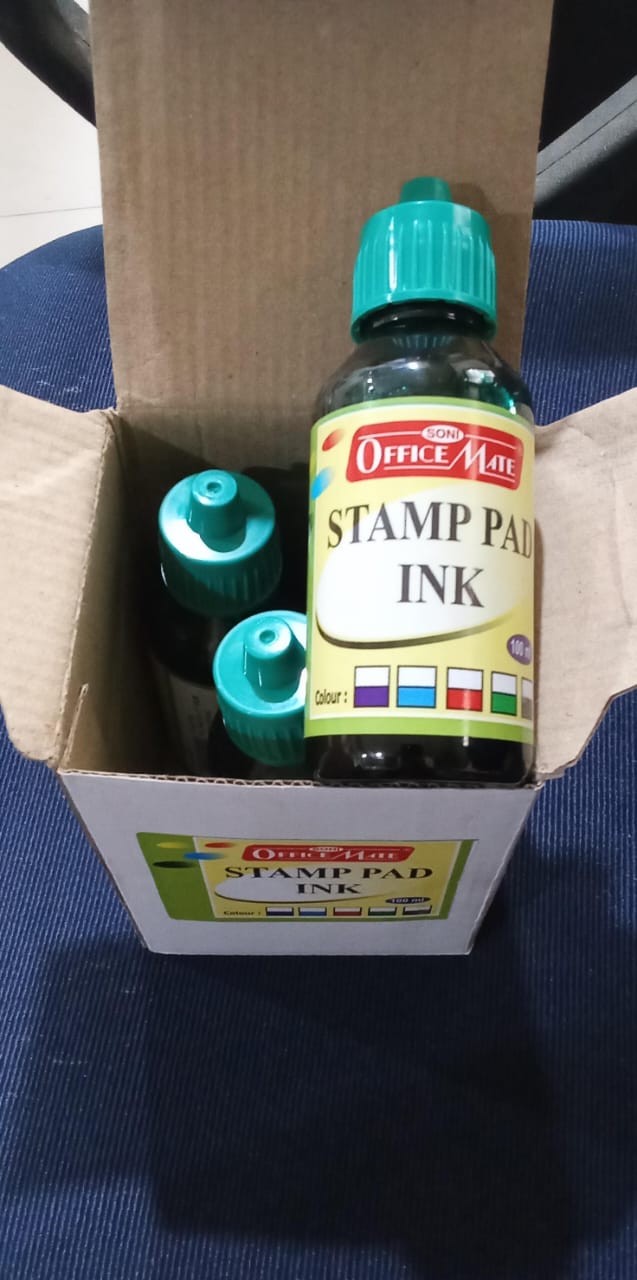 SONI
OFFICE MATE
STAMP PAD
INK
100 ml
Colour :
SONI
OFFICE MATE
STAMP PAD
INK
100 ml
Colour :